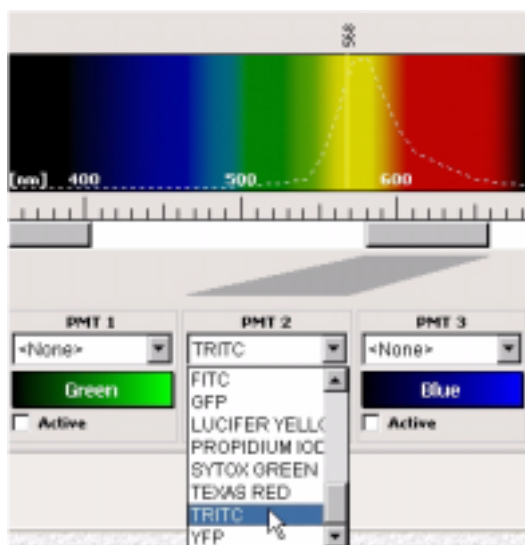 568
[nm] 400 500 600
PMT 1 PMT 2 PMT 3
<None> TRITC <None>
Green Blue
Active Active
FITC
GFP
LUCIFER YELLO
PROPIDIUM IOD
SYTOX GREEN
TEXAS RED
TRITC
YFP